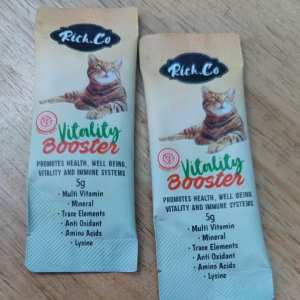 Rich.Co
Vitality
Booster
PROMOTES HEALTH, WELL BEING,
VITALITY AND IMMUNE SYSTEMS
5g
• Multi Vitamin
• Mineral
• Trace Elements
• Anti Oxidant
• Amino Acids
• Lysine
Rich.Co
Vitality
Booster
PROMOTES HEALTH, WELL BEING,
VITALITY AND IMMUNE SYSTEMS
5g
• Multi Vitamin
• Mineral
• Trace Elements
• Anti Oxidant
• Amino Acids
• Lysine